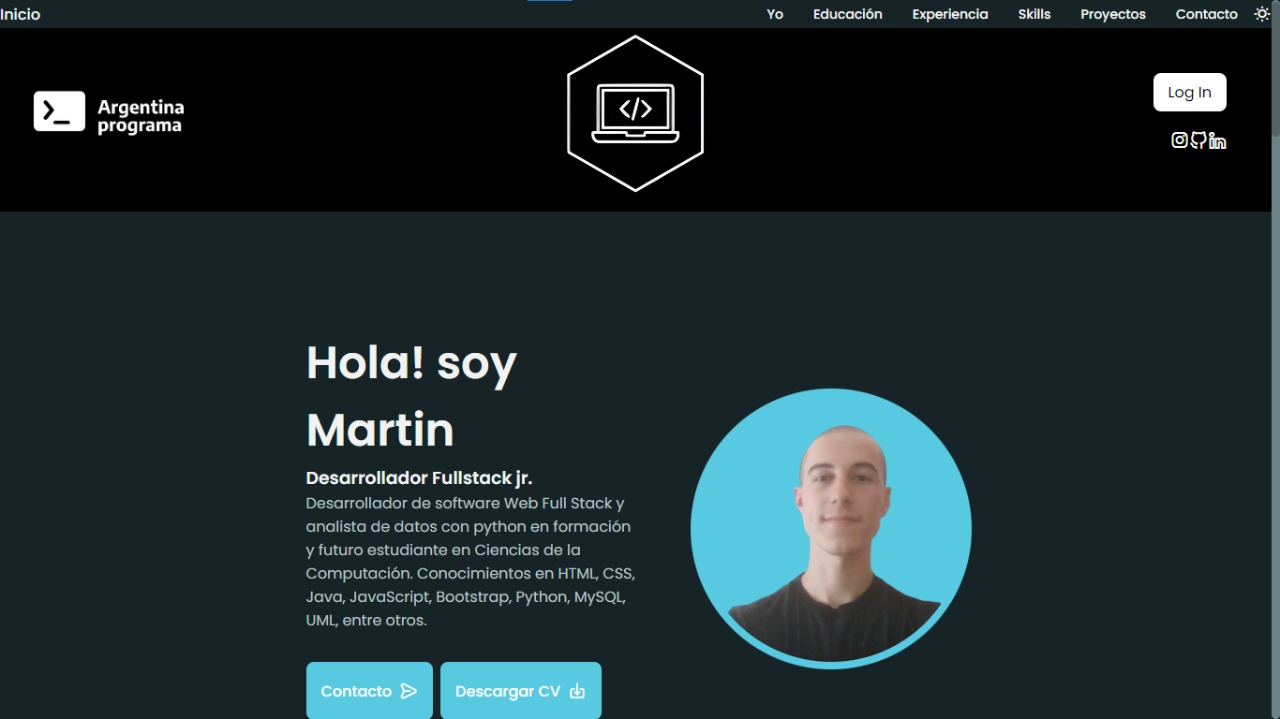 Inicio
Yo
Educación
Experiencia
Skills
Proyectos
Contacto
Argentina
programa
Log In
Hola! soy
Martin
Desarrollador Fullstack jr.
Desarrollador de software Web Full Stack y
analista de datos con python en formación
y futuro estudiante en Ciencias de la
Computación. Conocimientos en HTML, CSS,
Java, JavaScript, Bootstrap, Python, MySQL,
UML, entre otros.
Contacto
Descargar CV